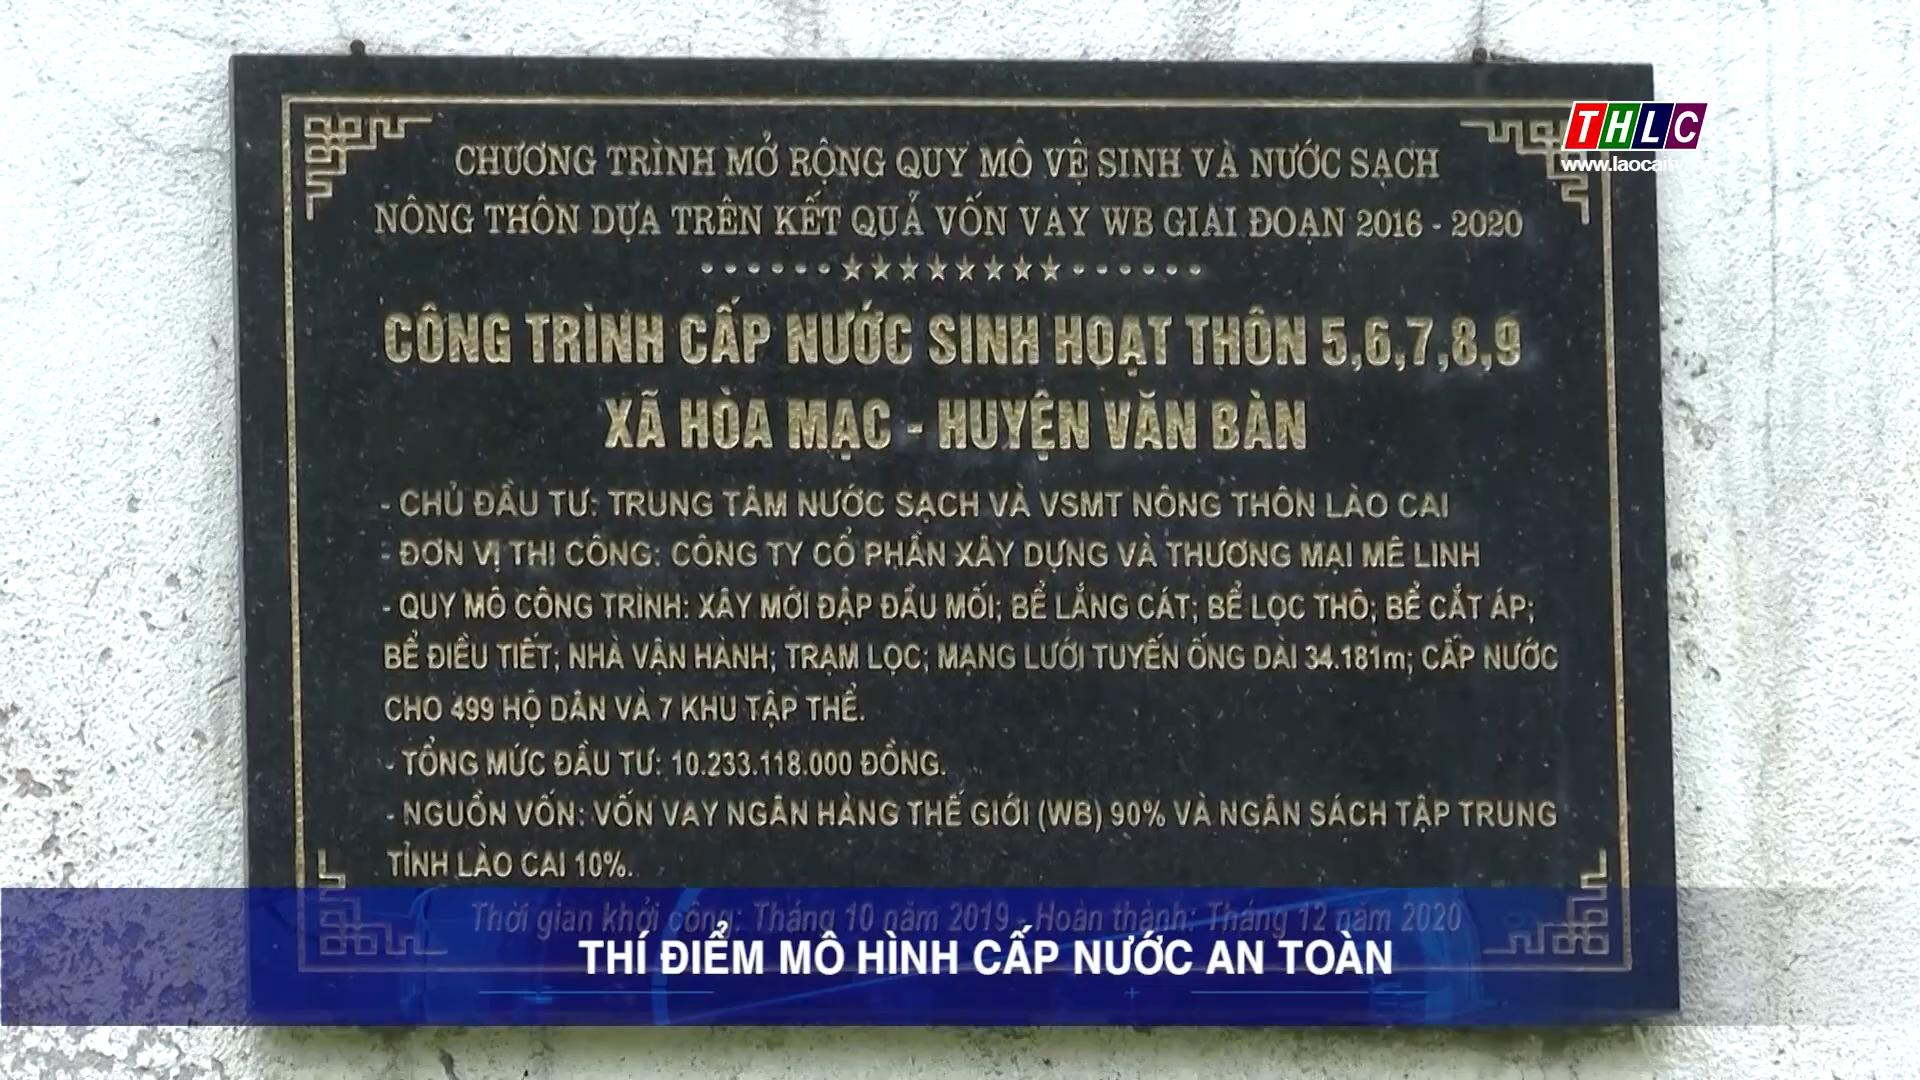 THLC
www.laocaitv
CHƯƠNG TRÌNH MỞ RỘNG QUY MÔ VỆ SINH VÀ NƯỚC SẠCH
NÔNG THÔN DỰA TRÊN KẾT QUẢ VỐN VAY WB GIAI ĐOẠN 2016 - 2020
CÔNG TRÌNH CẤP NƯỚC SINH HOẠT THÔN 5,6,7,8,9
XÃ HÒA MẠC - HUYỆN VĂN BÀN
- CHỦ ĐẦU TƯ: TRUNG TÂM NƯỚC SẠCH VÀ VSMT NÔNG THÔN LÀO CAI
- ĐƠN VỊ THI CÔNG: CÔNG TY CỔ PHẦN XÂY DỰNG VÀ THƯƠNG MẠI MÊ LINH
- QUY MÔ CÔNG TRÌNH: XÂY MỚI ĐẬP ĐẦU MỐI; BỂ LẮNG CÁT; BỂ LỌC THÔ; BỂ CẮT ÁP;
BỂ ĐIỀU TIẾT; NHÀ VẬN HÀNH; TRẠM LỌC; MẠNG LƯỚI TUYẾN ỐNG DÀI 34.181m; CẤP NƯỚC
CHO 499 HỘ DÂN VÀ 7 KHU TẬP THỂ.
- TỔNG MỨC ĐẦU TƯ: 10.233.118.000 ĐỒNG.
- NGUỒN VỐN: VỐN VAY NGÂN HÀNG THẾ GIỚI (WB) 90% VÀ NGÂN SÁCH TẬP TRUNG
TỈNH LÀO CAI 10%.
Thời gian khởi công: Tháng 10 năm 2019 - Hoàn thành: Tháng 12 năm 2020
THÍ ĐIỂM MÔ HÌNH CẤP NƯỚC AN TOÀN